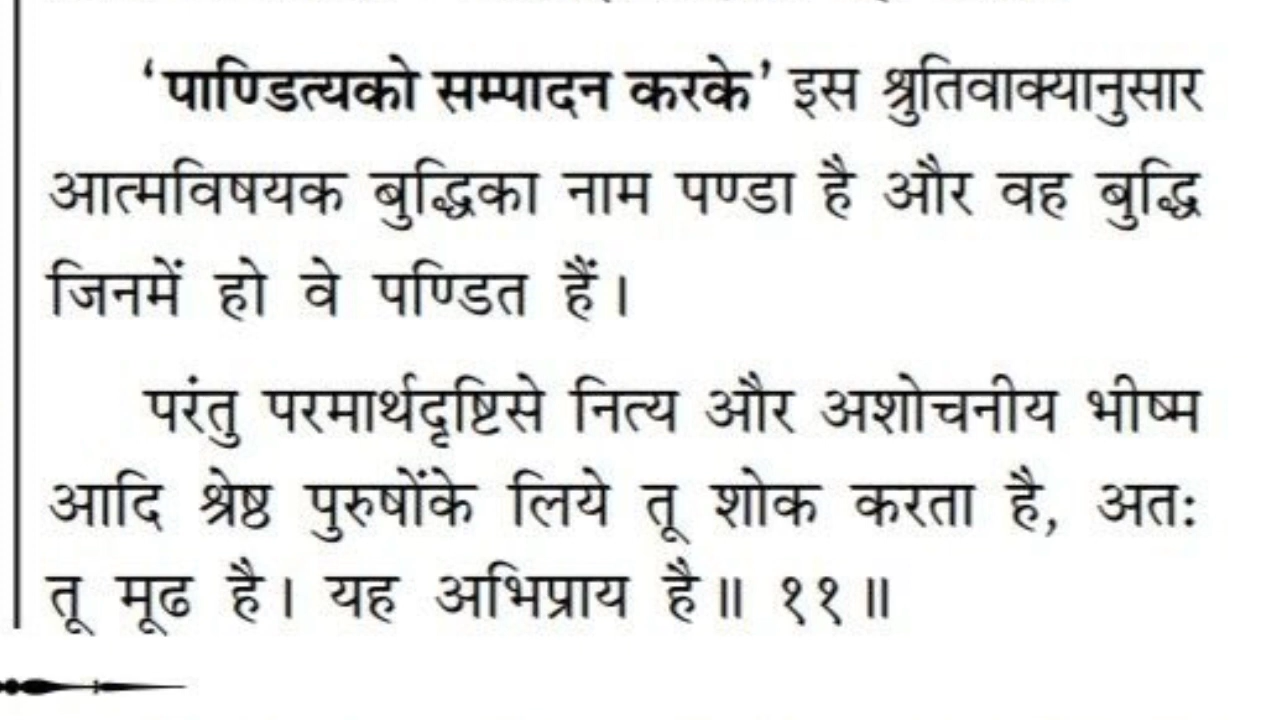 ‘पाण्डित्यको सम्पादन करके’ इस श्रुतिवाक्यानुसार
आत्मविषयक बुद्धिका नाम पण्डा है और वह बुद्धि
जिनमें हो वे पण्डित हैं।
परंतु परमार्थदृष्टिसे नित्य और अशोचनीय भीष्म
आदि श्रेष्ठ पुरुषोंके लिये तू शोक करता है, अतः
तू मूढ है। यह अभिप्राय है॥ ११॥